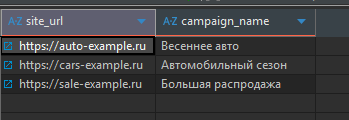 A-Z site_url A-Z campaign_name
https://auto-example.ru Весеннее авто
https://cars-example.ru Автомобильный сезон
https://sale-example.ru Большая распродажа